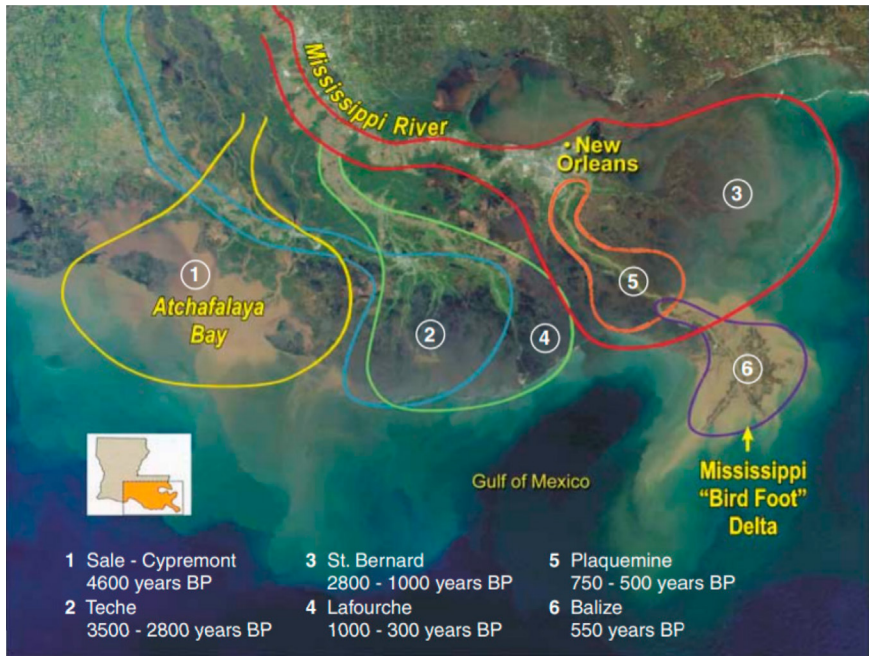 Mississippi River
• New
Orleans
3
1
5
Atchafalaya
Bay
2
4
6
Gulf of Mexico
Mississippi
"Bird Foot"
Delta
1 Sale - Cypremont
4600 years BP
2 Teche
3500 - 2800 years BP
3 St. Bernard
2800 - 1000 years BP
4 Lafourche
1000 - 300 years BP
5 Plaquemine
750 - 500 years BP
6 Balize
550 years BP